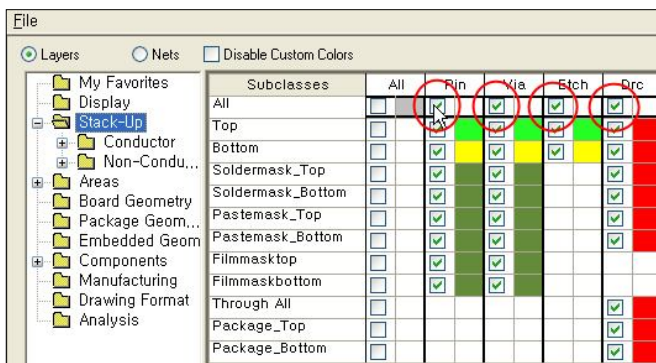 File
Layers Nets Disable Custom Colors
My Favorites
Display
Stack-Up
Conductor
Non-Condu...
Areas
Board Geometry
Package Geom...
Embedded Geom
Components
Manufacturing
Drawing Format
Analysis
Subclasses All Pin Via Etch Drc
All
Top
Bottom
Soldermask_Top
Soldermask_Bottom
Pastemask_Top
Pastemask_Bottom
Filmmasktop
Filmmaskbottom
Through All
Package_Top
Package_Bottom